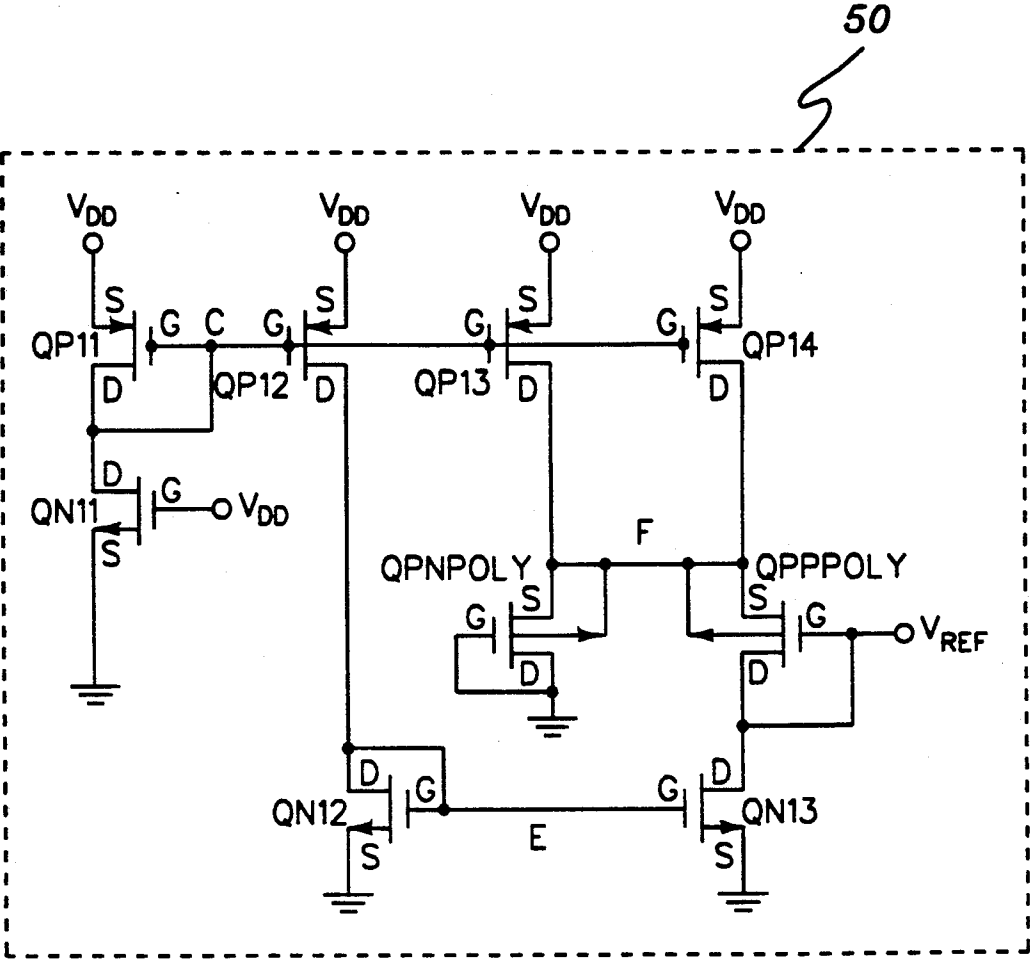 50
VDD VDD VDD VDD
S S S S
QP11 G C G G G QP14
D QP12 D QP13 D D
D
QN11 G VDD
S
F
QPNPOLY QPPPOLY
G S S G VREF
D D
D D
QN12 G G QN13
E
S S